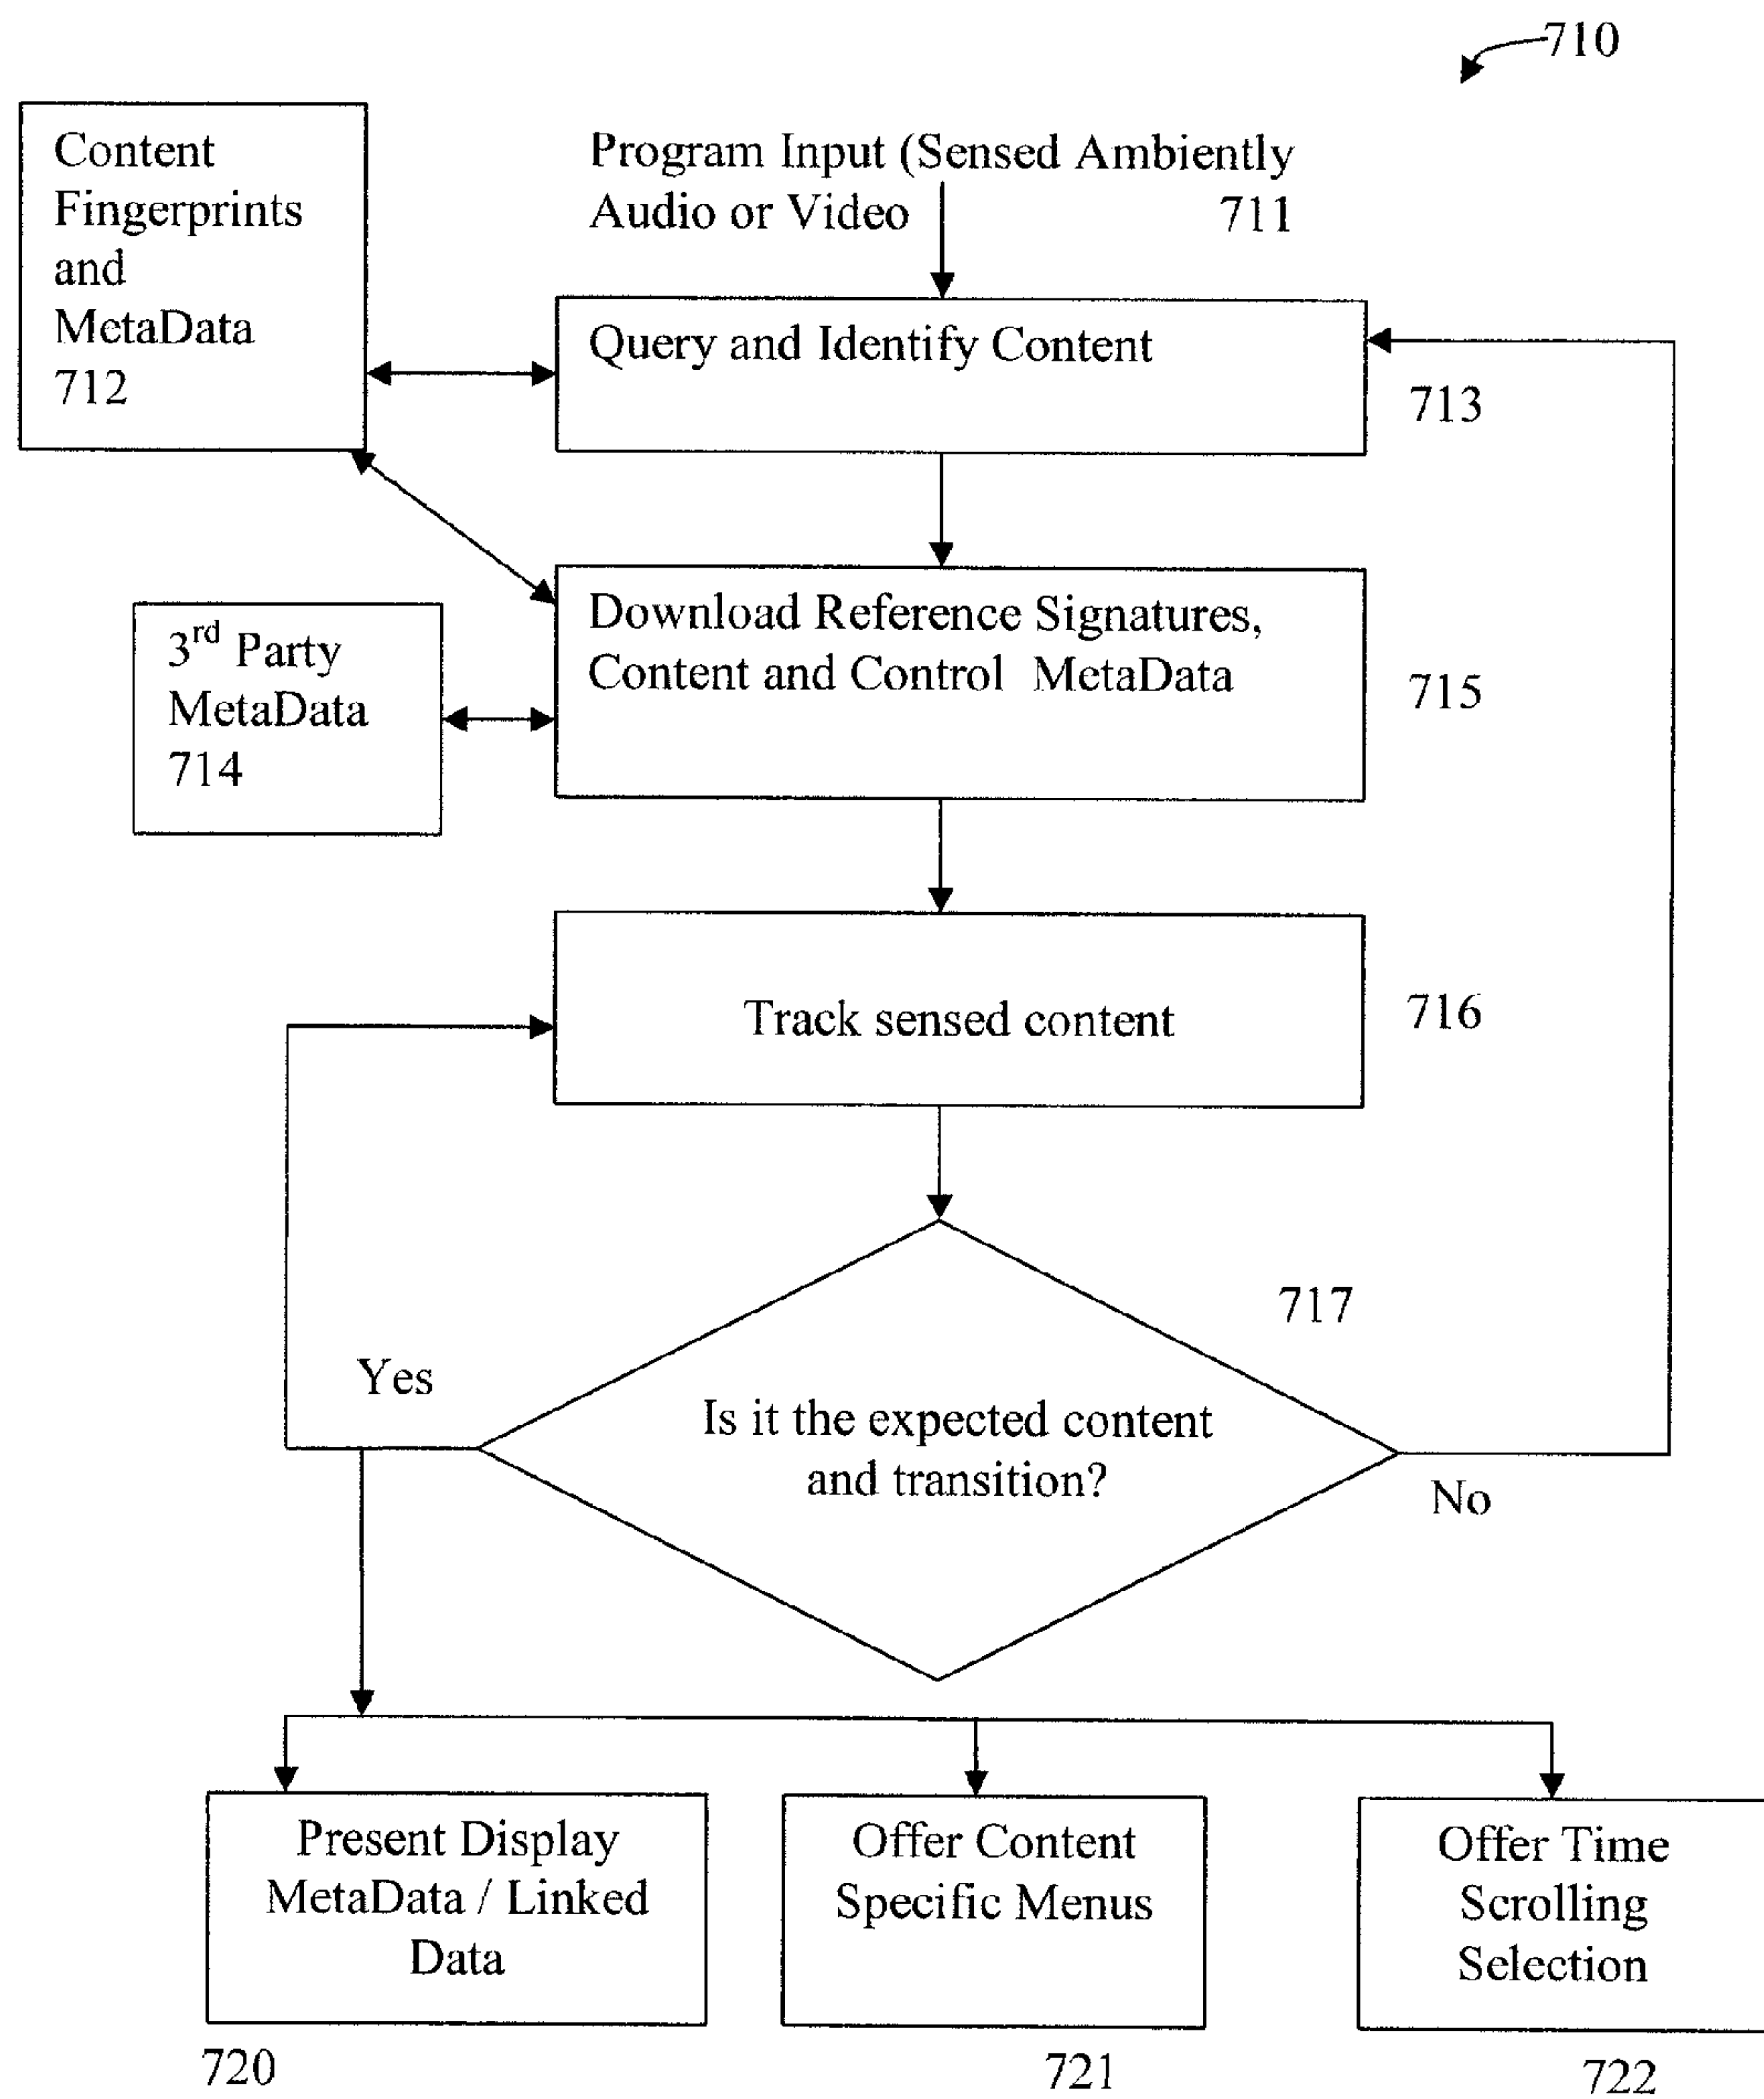 710
Content
Fingerprints
and
MetaData
712
Program Input (Sensed Ambiently
Audio or Video
711
Query and Identify Content
713
3rd Party
MetaData
714
Download Reference Signatures,
Content and Control MetaData
715
Track sensed content
716
717
Yes
Is it the expected content
and transition?
No
Present Display
MetaData / Linked
Data
720
Offer Content
Specific Menus
721
Offer Time
Scrolling
Selection
722